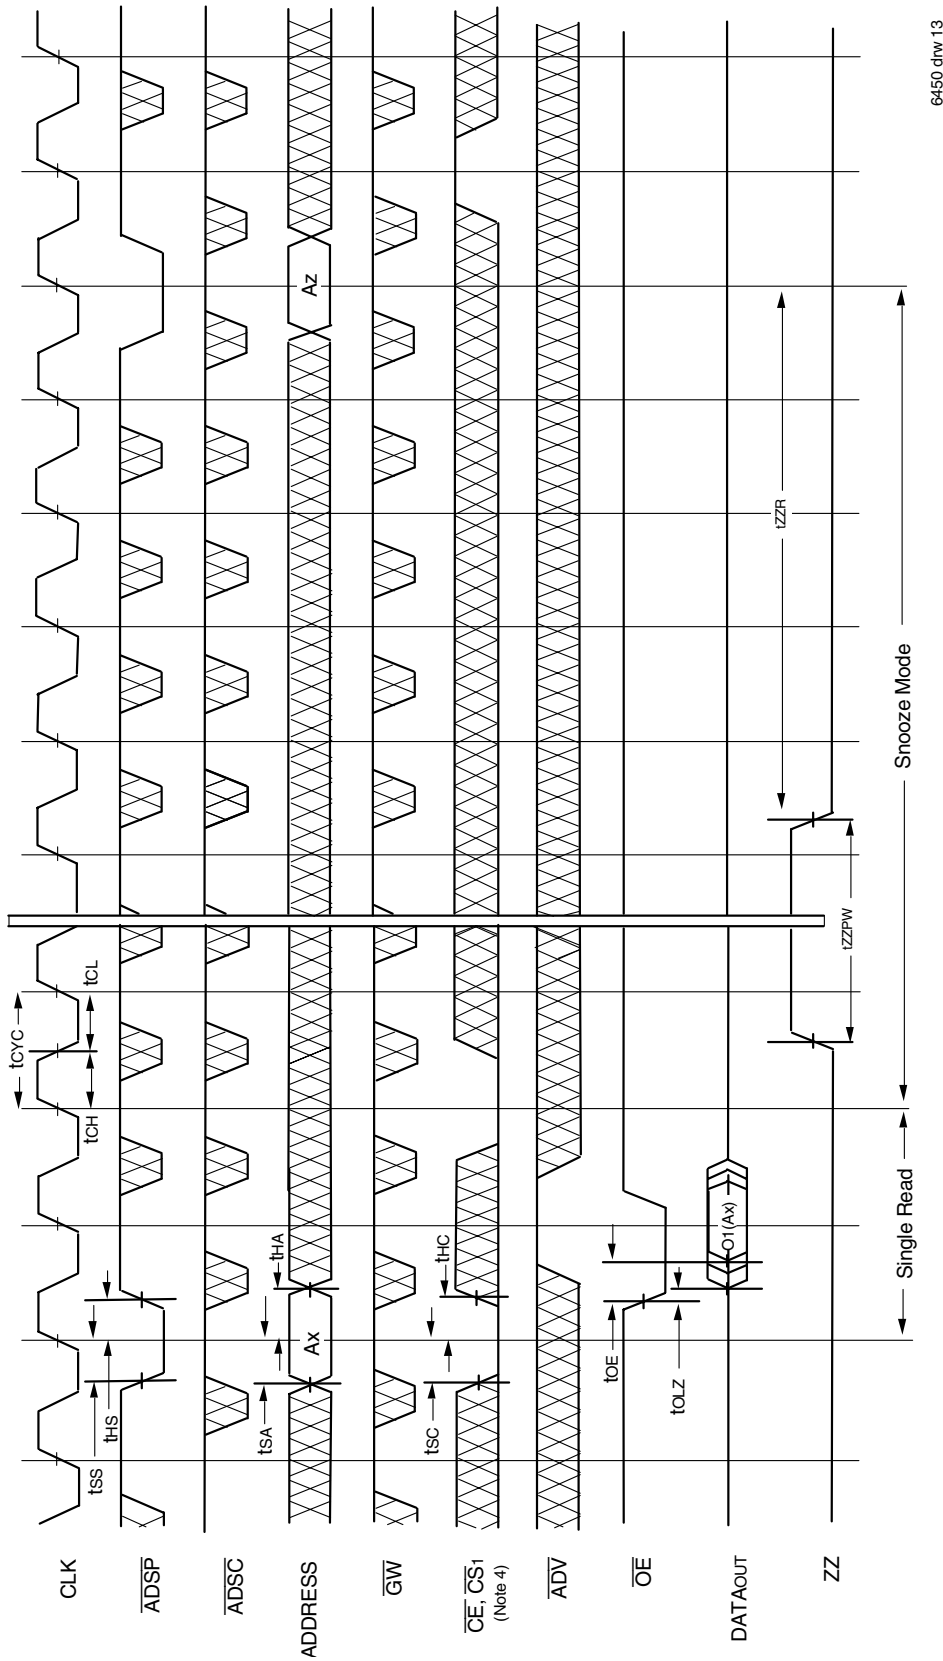 tCYC
tCH
tCL
tSS
tHS
CLK
ADSP
ADSC
tSA
tHA
ADDRESS
Ax
Az
GW
tSC
tHC
CE, CS1
(Note 4)
ADV
OE
tOE
tOLZ
DATAOUT
O1(Ax)
tZZR
ZZ
tZZPW
Single Read
Snooze Mode
6450 drw 13